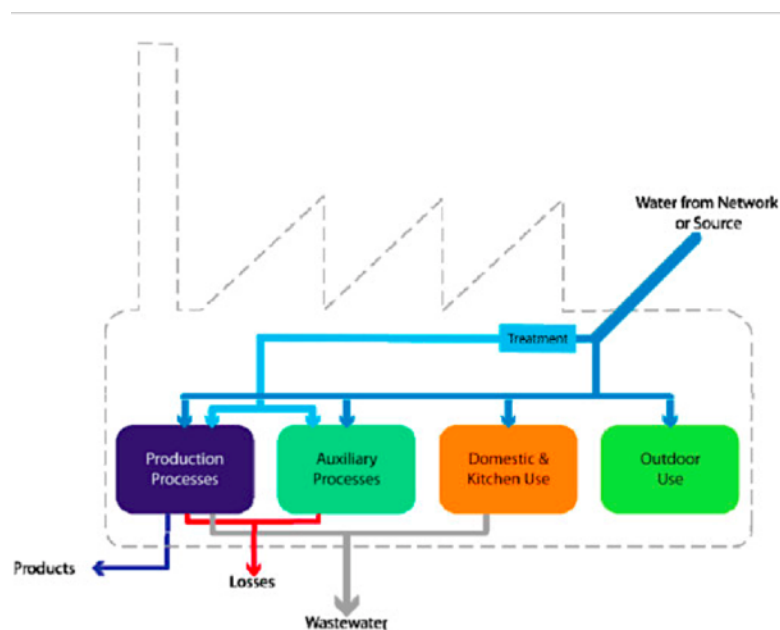 Water from Network
or Source
Treatment
Production
Processes
Auxiliary
Processes
Domestic &
Kitchen Use
Outdoor
Use
Products
Losses
Wastewater